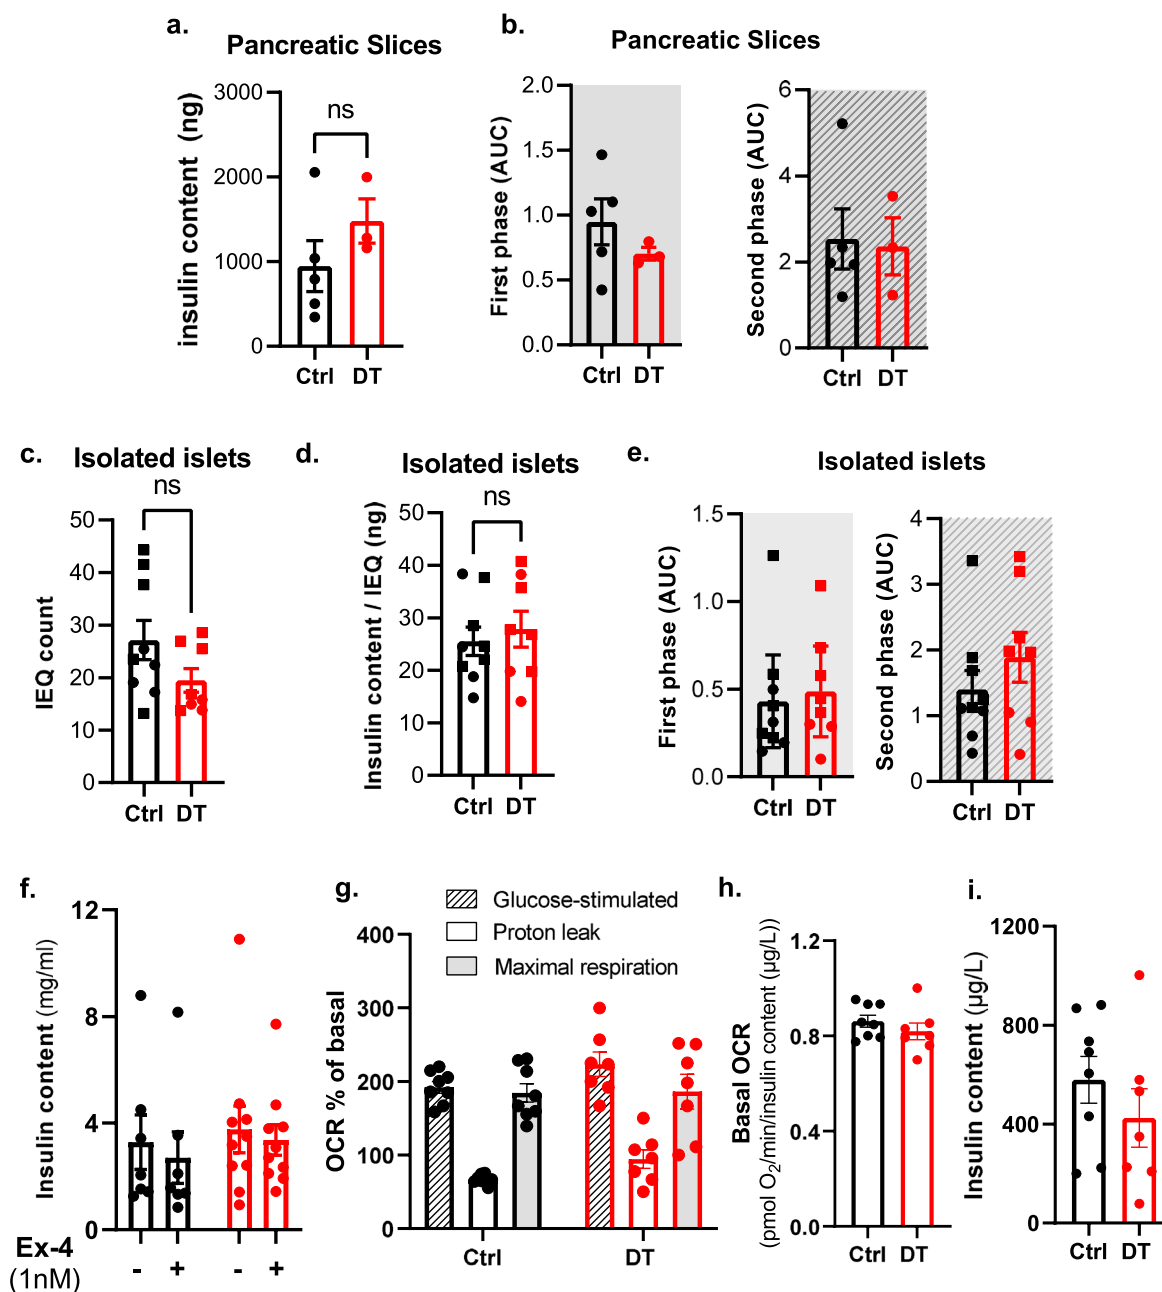 a.
Pancreatic Slices
insulin content (ng)
3000
2000
1000
0
ns
Ctrl DT
b.
Pancreatic Slices
First phase (AUC)
2.0
1.5
1.0
0.5
0.0
Ctrl DT
Second phase (AUC)
6
4
2
0
Ctrl DT
c.
Isolated islets
ns
IEQ count
50
40
30
20
10
0
Ctrl DT
d.
Isolated islets
ns
Insulin content / IEQ (ng)
50
40
30
20
10
0
Ctrl DT
e.
Isolated islets
First phase (AUC)
1.5
1.0
0.5
0.0
Ctrl DT
Second phase (AUC)
4
3
2
1
0
Ctrl DT
f.
Insulin content (mg/ml)
12
8
4
0
Ex-4
(1nM)
- + - +
g.
Glucose-stimulated
Proton leak
Maximal respiration
OCR % of basal
400
300
200
100
0
Ctrl DT
h.
Basal OCR
(pmol O2/min/insulin content (µg/L))
1.2
0.8
0.4
0.0
Ctrl DT
i.
Insulin content (µg/L)
1200
800
400
0
Ctrl DT